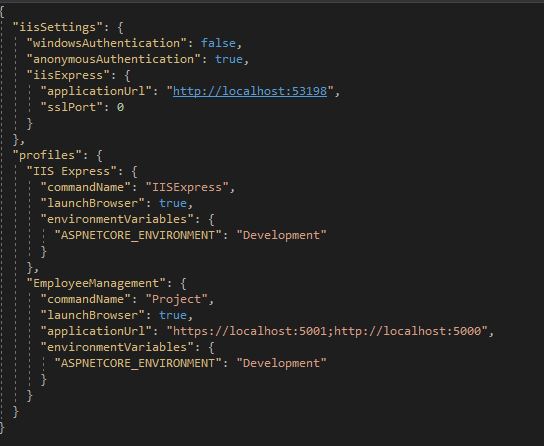 {
"iisSettings": {
"windowsAuthentication": false,
"anonymousAuthentication": true,
"iisExpress": {
"applicationUrl": "http://localhost:53198",
"sslPort": 0
}
},
"profiles": {
"IIS Express": {
"commandName": "IISExpress",
"launchBrowser": true,
"environmentVariables": {
"ASPNETCORE_ENVIRONMENT": "Development"
}
},
"EmployeeManagement": {
"commandName": "Project",
"launchBrowser": true,
"applicationUrl": "https://localhost:5001;http://localhost:5000",
"environmentVariables": {
"ASPNETCORE_ENVIRONMENT": "Development"
}
}
}
}